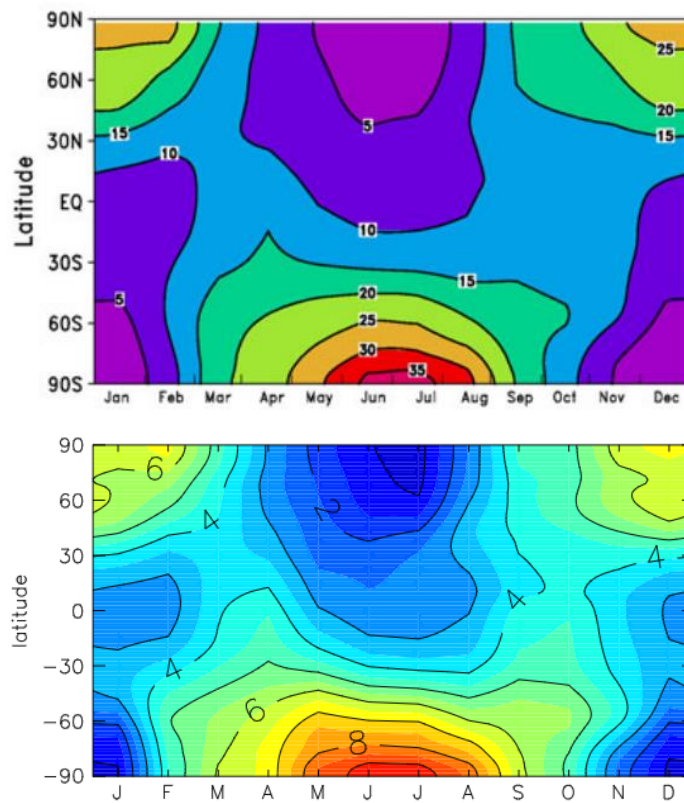 90N
25
60N
20
5
15
15
30N
10
Latitude
EQ
10
30S
15
5
20
25
60S
30
35
90S
Jan Feb Mar Apr May Jun Jul Aug Sep Oct Nov Dec
90
6
60
2
4
30
4
4
latitude
0
-30
4
6
-60
8
-90
J F M A M J J A S O N D